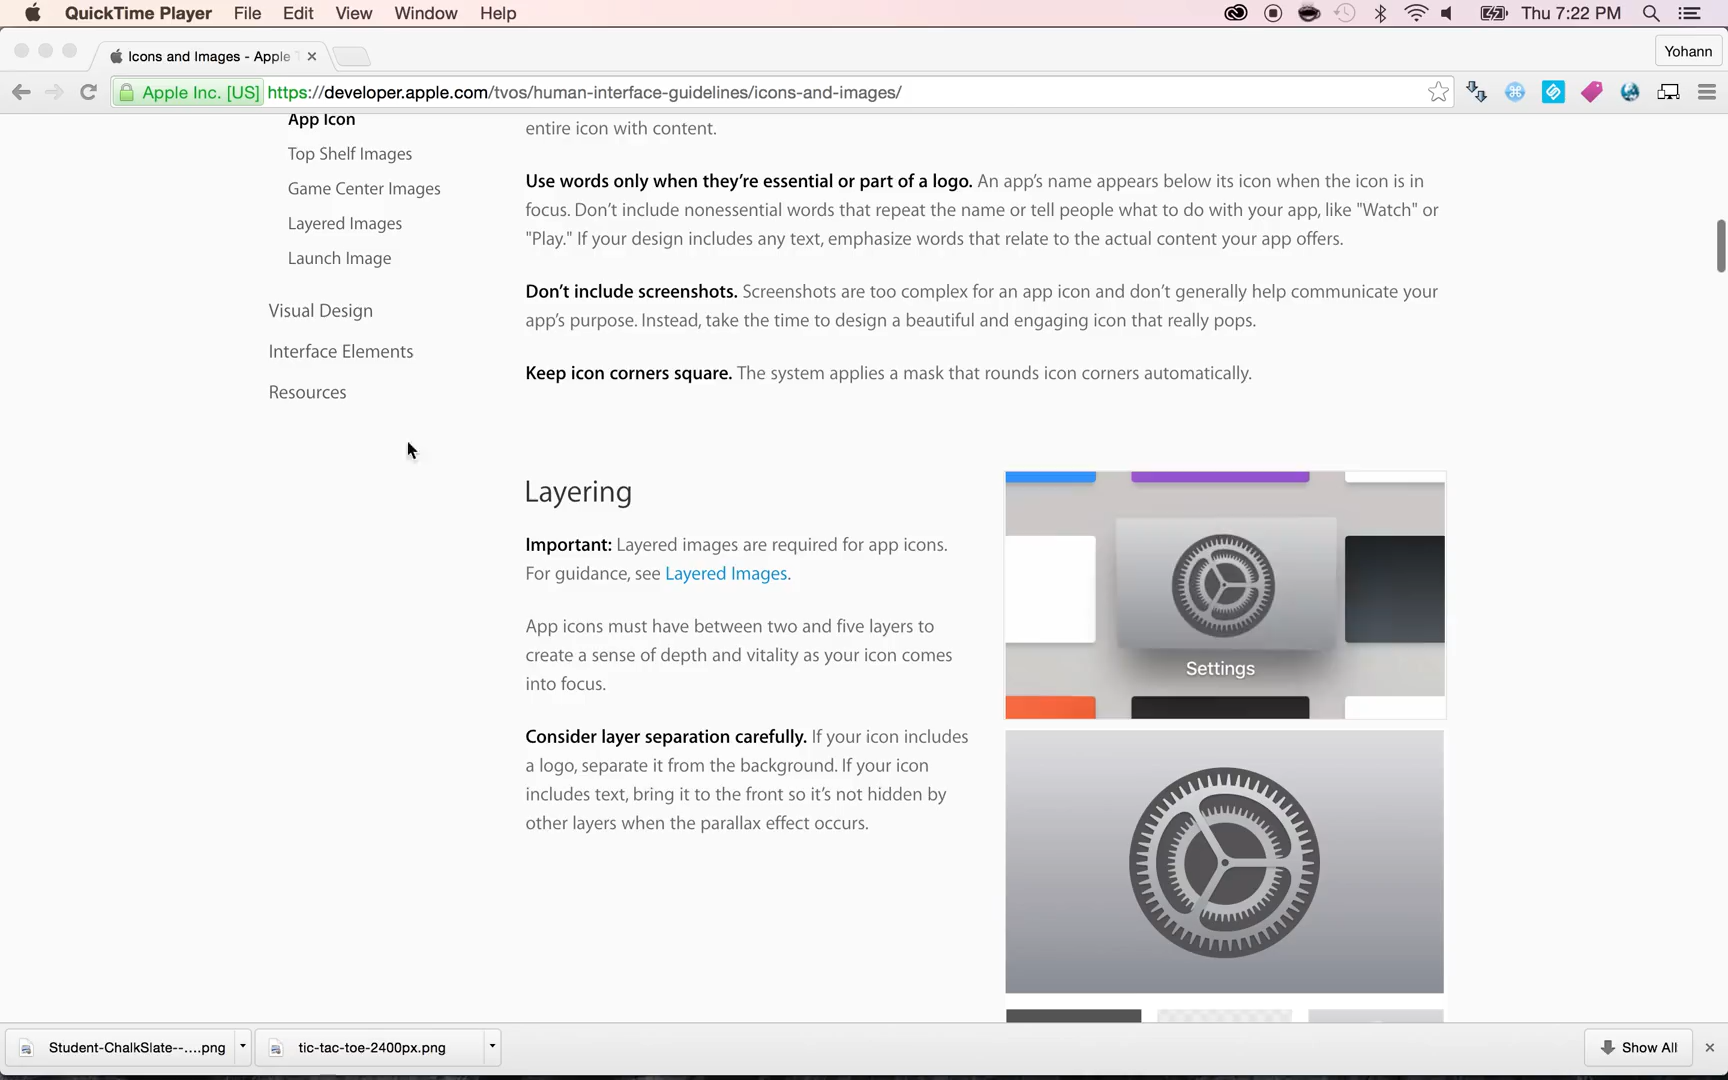 QuickTime Player File Edit View Window Help Thu 7:22 PM
Icons and Images - Apple T
Yohann
Apple Inc. [US] https://developer.apple.com/tvos/human-interface-guidelines/icons-and-images/
App Icon
Top Shelf Images
Game Center Images
Layered Images
Launch Image
Visual Design
Interface Elements
Resources
entire icon with content.
Use words only when they’re essential or part of a logo. An app’s name appears below its icon when the icon is in
focus. Don’t include nonessential words that repeat the name or tell people what to do with your app, like "Watch" or
"Play." If your design includes any text, emphasize words that relate to the actual content your app offers.
Don’t include screenshots. Screenshots are too complex for an app icon and don’t generally help communicate your
app’s purpose. Instead, take the time to design a beautiful and engaging icon that really pops.
Keep icon corners square. The system applies a mask that rounds icon corners automatically.
Layering
Important: Layered images are required for app icons.
For guidance, see Layered Images.
App icons must have between two and five layers to
create a sense of depth and vitality as your icon comes
into focus.
Consider layer separation carefully. If your icon includes
a logo, separate it from the background. If your icon
includes text, bring it to the front so it’s not hidden by
other layers when the parallax effect occurs.
Settings
Student-ChalkSlate--....png tic-tac-toe-2400px.png Show All